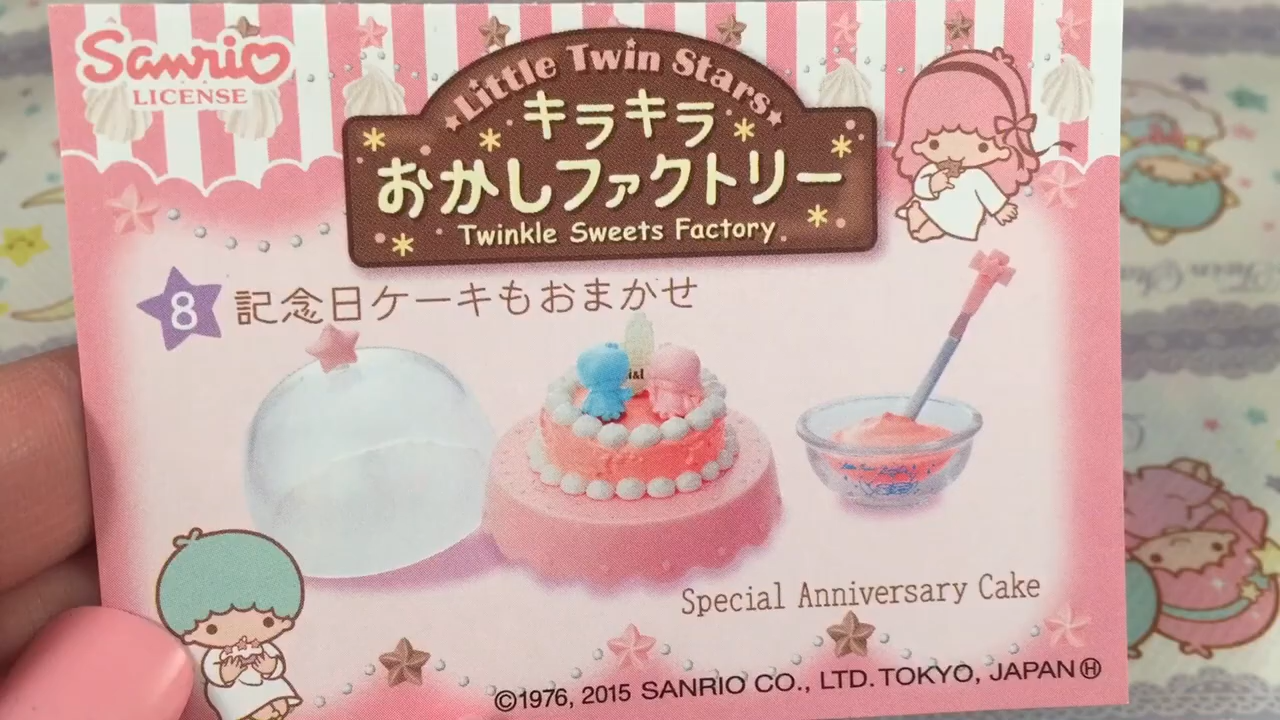 Sanrio
LICENSE
Little Twin Stars
キラキラ
おかしファクトリー
Twinkle Sweets Factory
8 記念日ケーキもおまかせ
Special Anniversary Cake
©1976, 2015 SANRIO CO., LTD. TOKYO, JAPAN Ⓗ